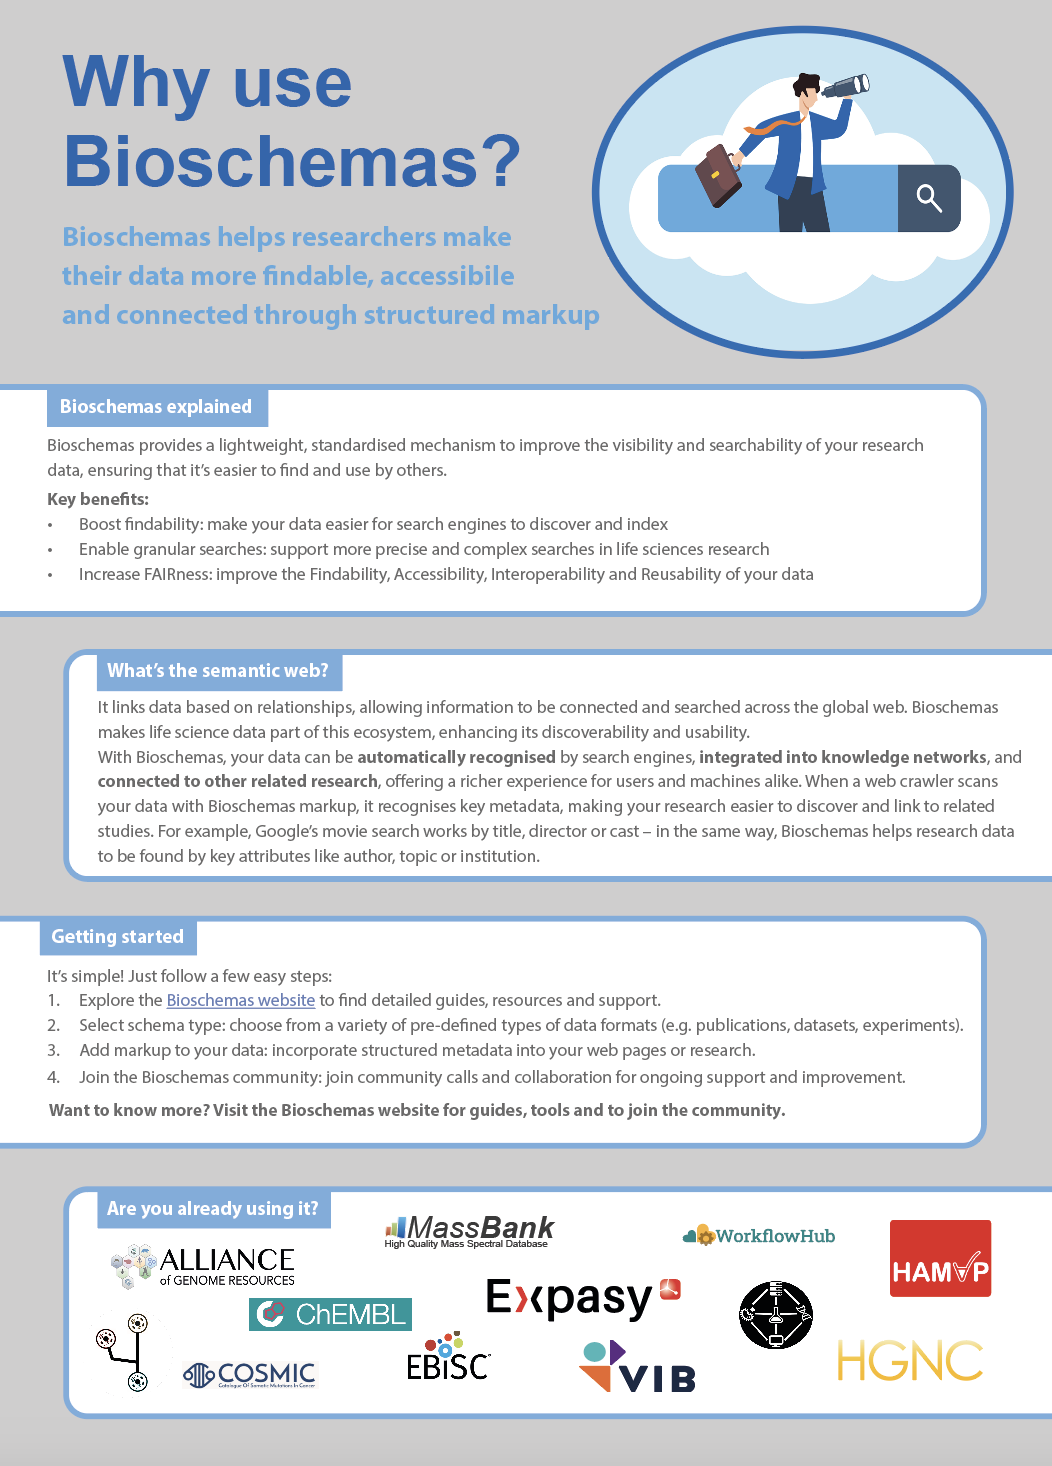 Why use
Bioschemas?
Bioschemas helps researchers make
their data more findable, accessibile
and connected through structured markup
Bioschemas explained
Bioschemas provides a lightweight, standardised mechanism to improve the visibility and searchability of your research
data, ensuring that it's easier to find and use by others.
Key benefits:
• Boost findability: make your data easier for search engines to discover and index
• Enable granular searches: support more precise and complex searches in life sciences research
• Increase FAIRness: improve the Findability, Accessibility, Interoperability and Reusability of your data
What's the semantic web?
It links data based on relationships, allowing information to be connected and searched across the global web. Bioschemas
makes life science data part of this ecosystem, enhancing its discoverability and usability.
With Bioschemas, your data can be automatically recognised by search engines, integrated into knowledge networks, and
connected to other related research, offering a richer experience for users and machines alike. When a web crawler scans
your data with Bioschemas markup, it recognises key metadata, making your research easier to discover and link to related
studies. For example, Google's movie search works by title, director or cast – in the same way, Bioschemas helps research data
to be found by key attributes like author, topic or institution.
Getting started
It's simple! Just follow a few easy steps:
1. Explore the Bioschemas website to find detailed guides, resources and support.
2. Select schema type: choose from a variety of pre-defined types of data formats (e.g. publications, datasets, experiments).
3. Add markup to your data: incorporate structured metadata into your web pages or research.
4. Join the Bioschemas community: join community calls and collaboration for ongoing support and improvement.
Want to know more? Visit the Bioschemas website for guides, tools and to join the community.
Are you already using it?
MassBank
High Quality Mass Spectral Database
WorkflowHub
HAMAP
ALLIANCE
of GENOME RESOURCES
Expasy
ChEMBL
EBiSC
COSMIC
Catalogue Of Somatic Mutations In Cancer
VIB
HGNC